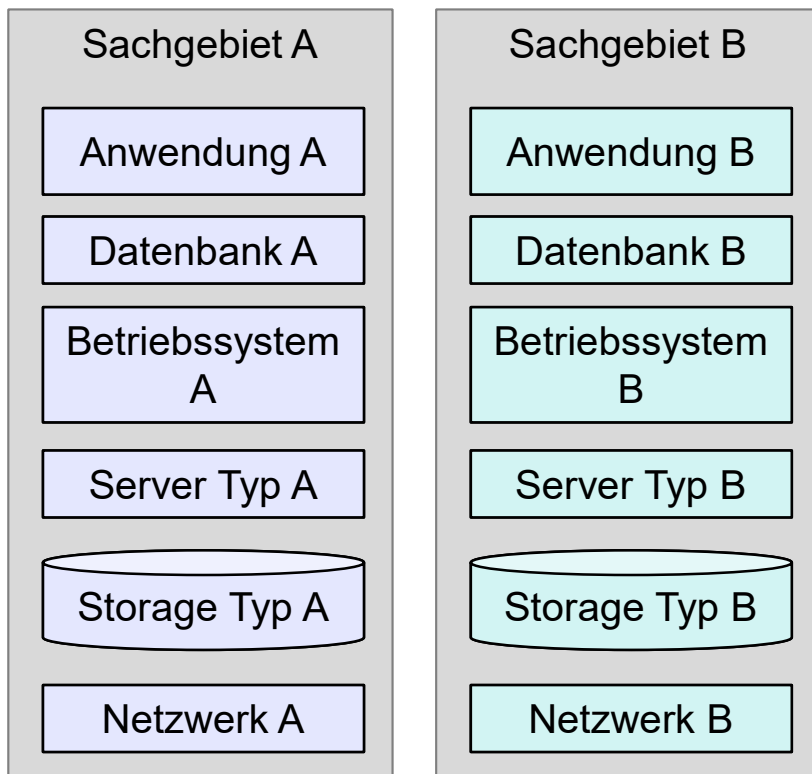 Sachgebiet A
Anwendung A
Datenbank A
Betriebssystem
A
Server Typ A
Storage Typ A
Netzwerk A
Sachgebiet B
Anwendung B
Datenbank B
Betriebssystem
B
Server Typ B
Storage Typ B
Netzwerk B